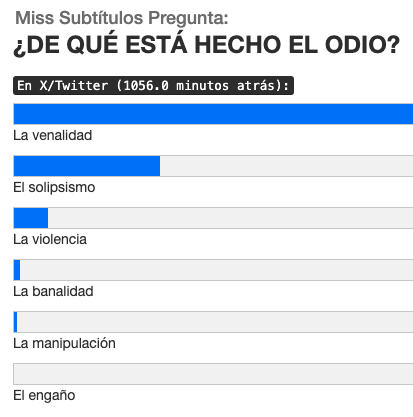 Miss Subtítulos Pregunta:
¿DE QUÉ ESTÁ HECHO EL ODIO?
En X/Twitter (1056.0 minutos atrás):
La venalidad
El solipsismo
La violencia
La banalidad
La manipulación
El engaño